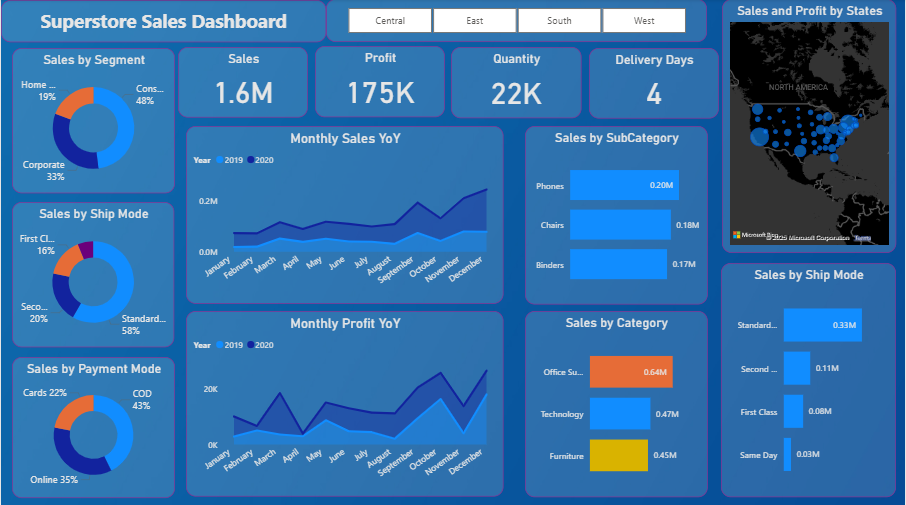 Superstore Sales Dashboard
Central
East
South
West
Sales by Segment
Home ...
19%
Cons...
48%
Corporate
33%
Sales
1.6M
Profit
175K
Quantity
22K
Delivery Days
4
Sales and Profit by States
NORTH AMERICA
Microsoft Bing
© 2025 Microsoft Corporation Terms
Sales by Ship Mode
First Cl...
16%
Seco...
20%
Standard...
58%
Monthly Sales YoY
Year 2019 2020
0.2M
0.0M
January
February
March
April
May
June
July
August
September
October
November
December
Sales by SubCategory
Phones
0.20M
Chairs
0.18M
Binders
0.17M
Sales by Payment Mode
Cards 22%
COD
43%
Online 35%
Monthly Profit YoY
Year 2019 2020
20K
0K
January
February
March
April
May
June
July
August
September
October
November
December
Sales by Category
Office Su...
0.64M
Technology
0.47M
Furniture
0.45M
Sales by Ship Mode
Standard...
0.33M
Second ...
0.11M
First Class
0.08M
Same Day
0.03M